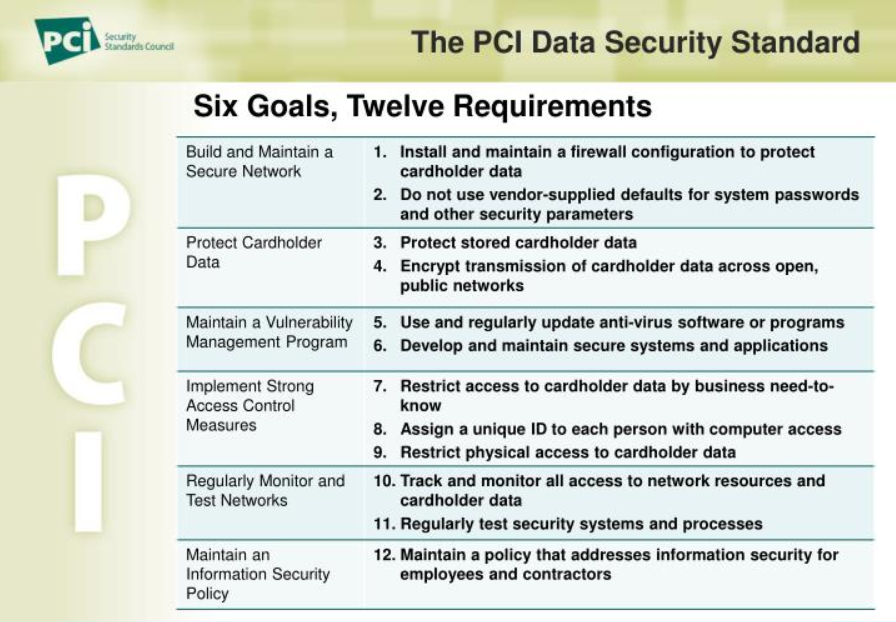 PCI Security
Standards Council
The PCI Data Security Standard
Six Goals, Twelve Requirements
Build and Maintain a
Secure Network
1. Install and maintain a firewall configuration to protect
cardholder data
2. Do not use vendor-supplied defaults for system passwords
and other security parameters
Protect Cardholder
Data
3. Protect stored cardholder data
4. Encrypt transmission of cardholder data across open,
public networks
Maintain a Vulnerability
Management Program
5. Use and regularly update anti-virus software or programs
6. Develop and maintain secure systems and applications
Implement Strong
Access Control
Measures
7. Restrict access to cardholder data by business need-to-
know
8. Assign a unique ID to each person with computer access
9. Restrict physical access to cardholder data
Regularly Monitor and
Test Networks
10. Track and monitor all access to network resources and
cardholder data
11. Regularly test security systems and processes
Maintain an
Information Security
Policy
12. Maintain a policy that addresses information security for
employees and contractors
P
C
I